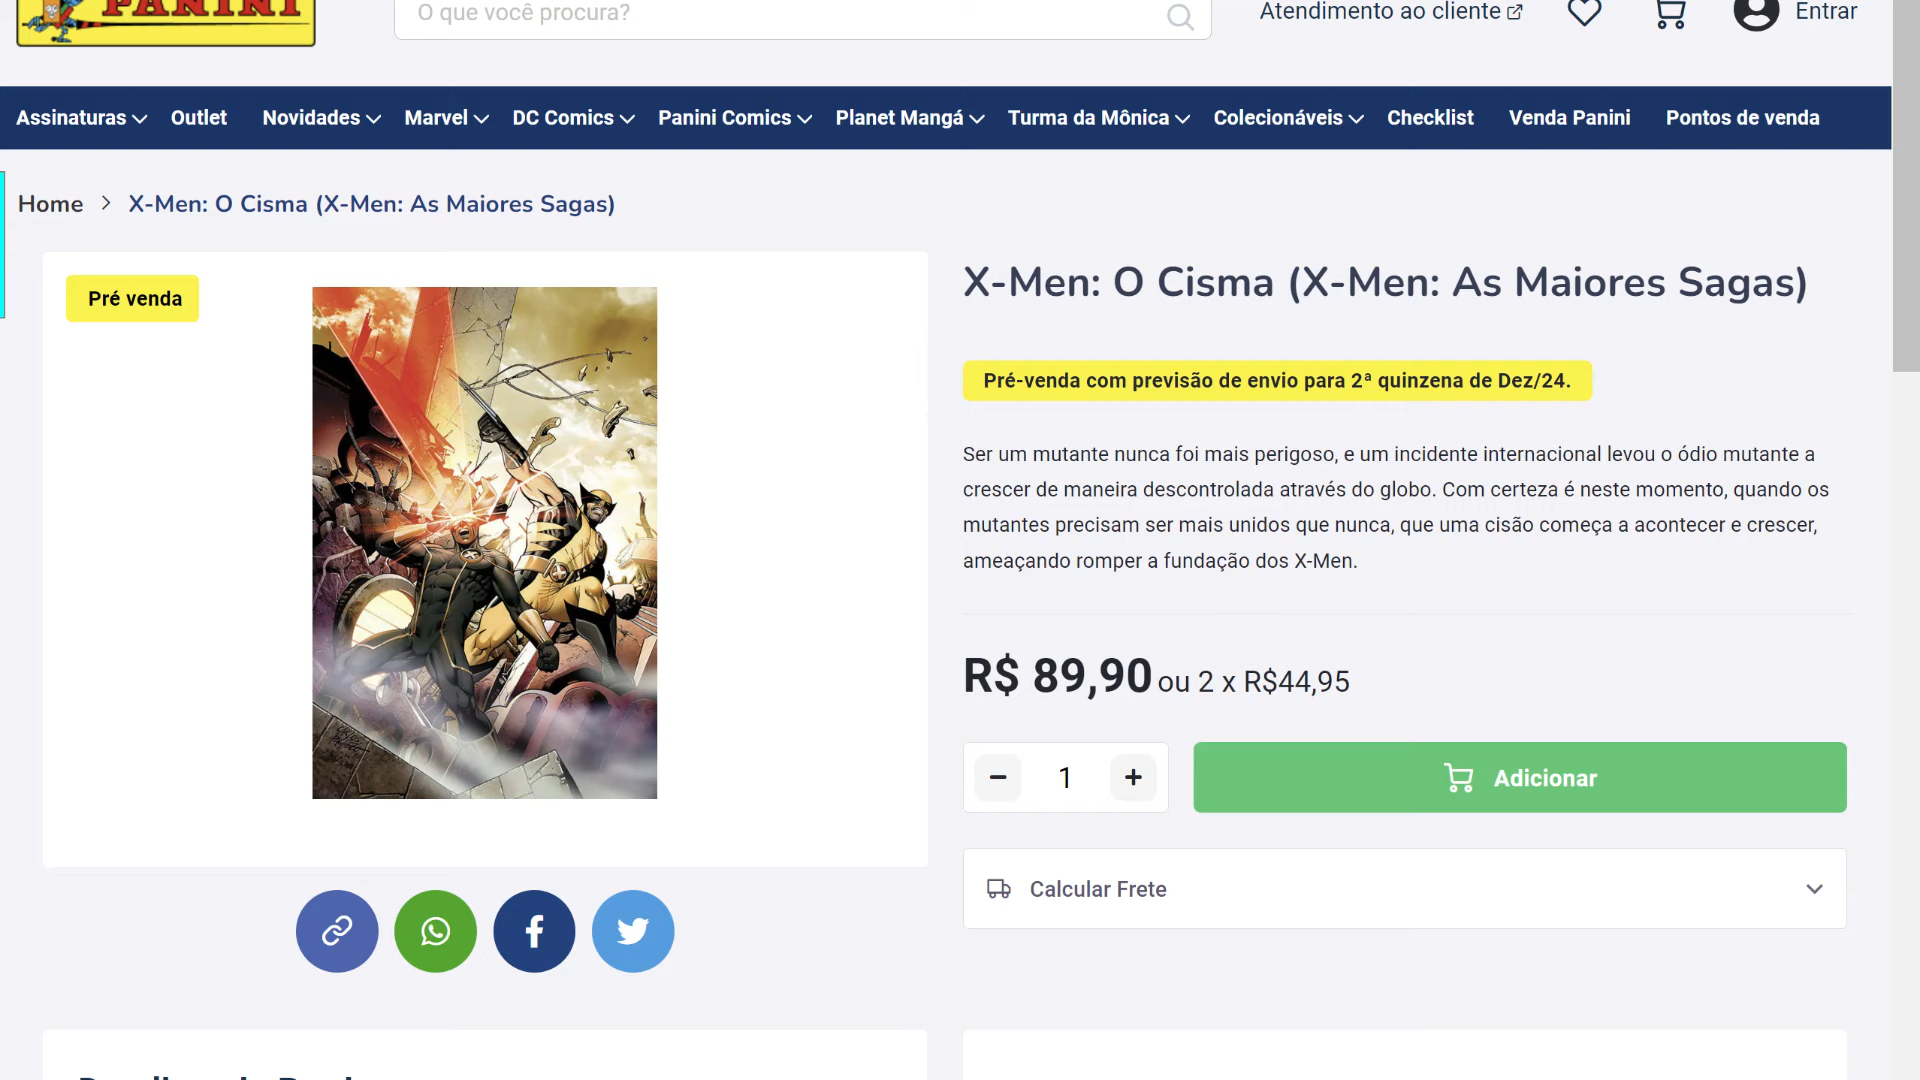 PANINI
O que você procura?
Atendimento ao cliente
Entrar
Assinaturas Outlet Novidades Marvel DC Comics Panini Comics Planet Mangá Turma da Mônica Colecionáveis Checklist Venda Panini Pontos de venda
Home > X-Men: O Cisma (X-Men: As Maiores Sagas)
Pré venda
X-Men: O Cisma (X-Men: As Maiores Sagas)
Pré-venda com previsão de envio para 2ª quinzena de Dez/24.
Ser um mutante nunca foi mais perigoso, e um incidente internacional levou o ódio mutante a
crescer de maneira descontrolada através do globo. Com certeza é neste momento, quando os
mutantes precisam ser mais unidos que nunca, que uma cisão começa a acontecer e crescer,
ameaçando romper a fundação dos X-Men.
R$ 89,90 ou 2 x R$44,95
− 1 +
Adicionar
Calcular Frete